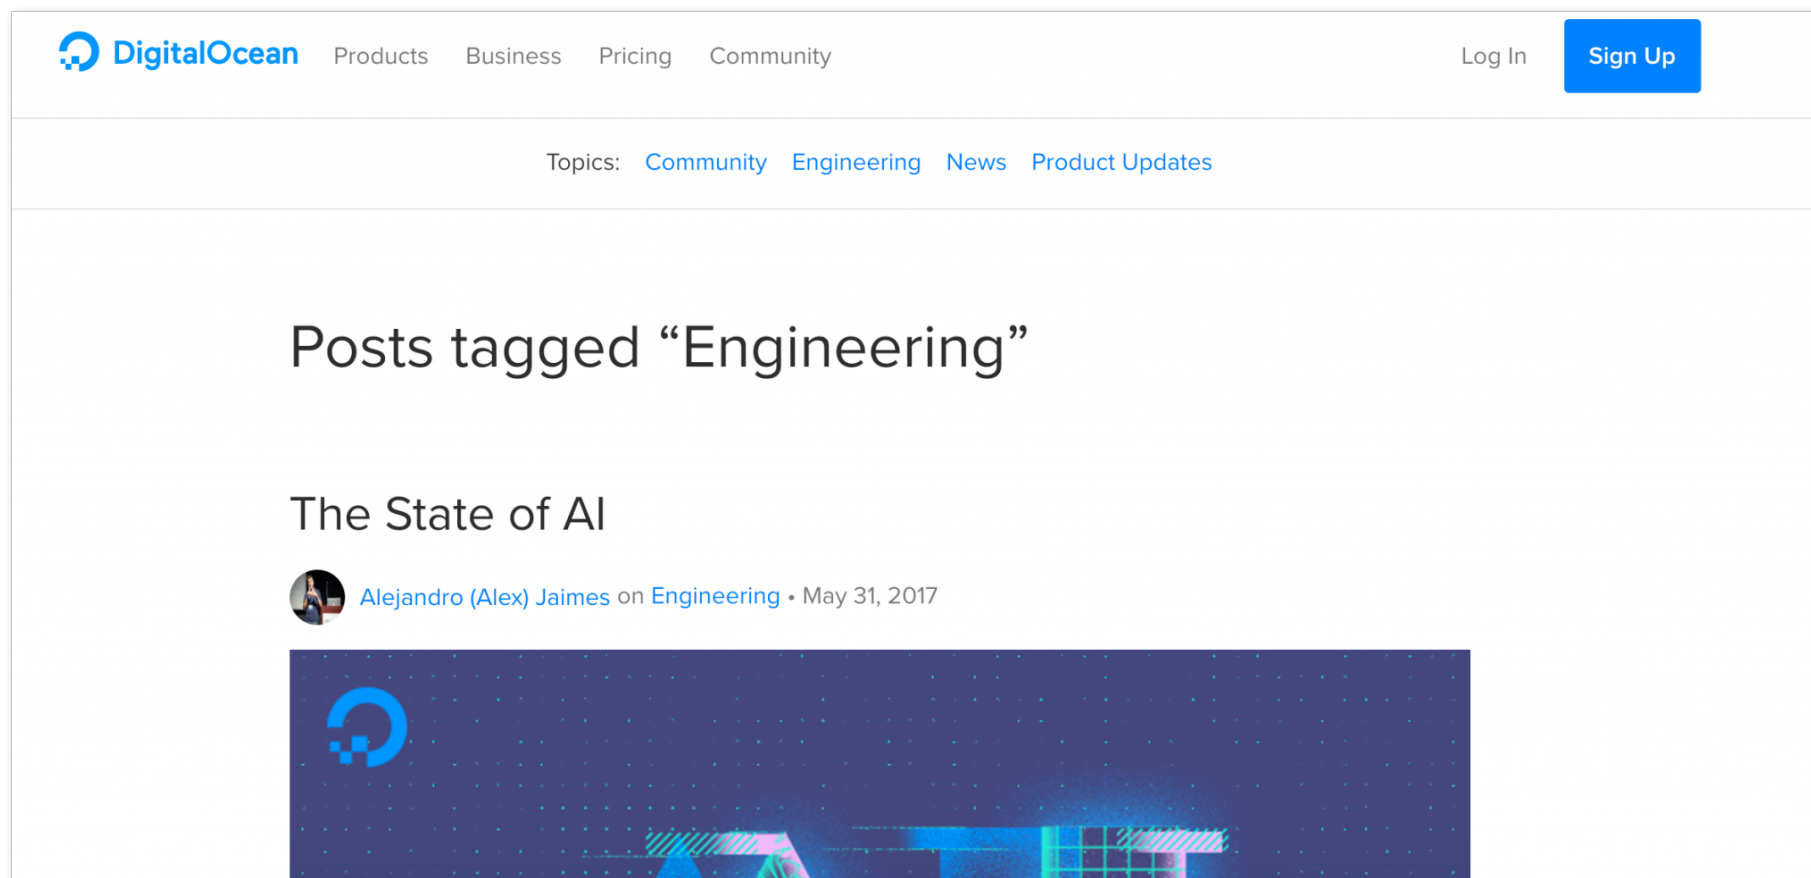 DigitalOcean Products Business Pricing Community Log In Sign Up
Topics: Community Engineering News Product Updates
Posts tagged “Engineering”
The State of AI
Alejandro (Alex) Jaimes on Engineering • May 31, 2017